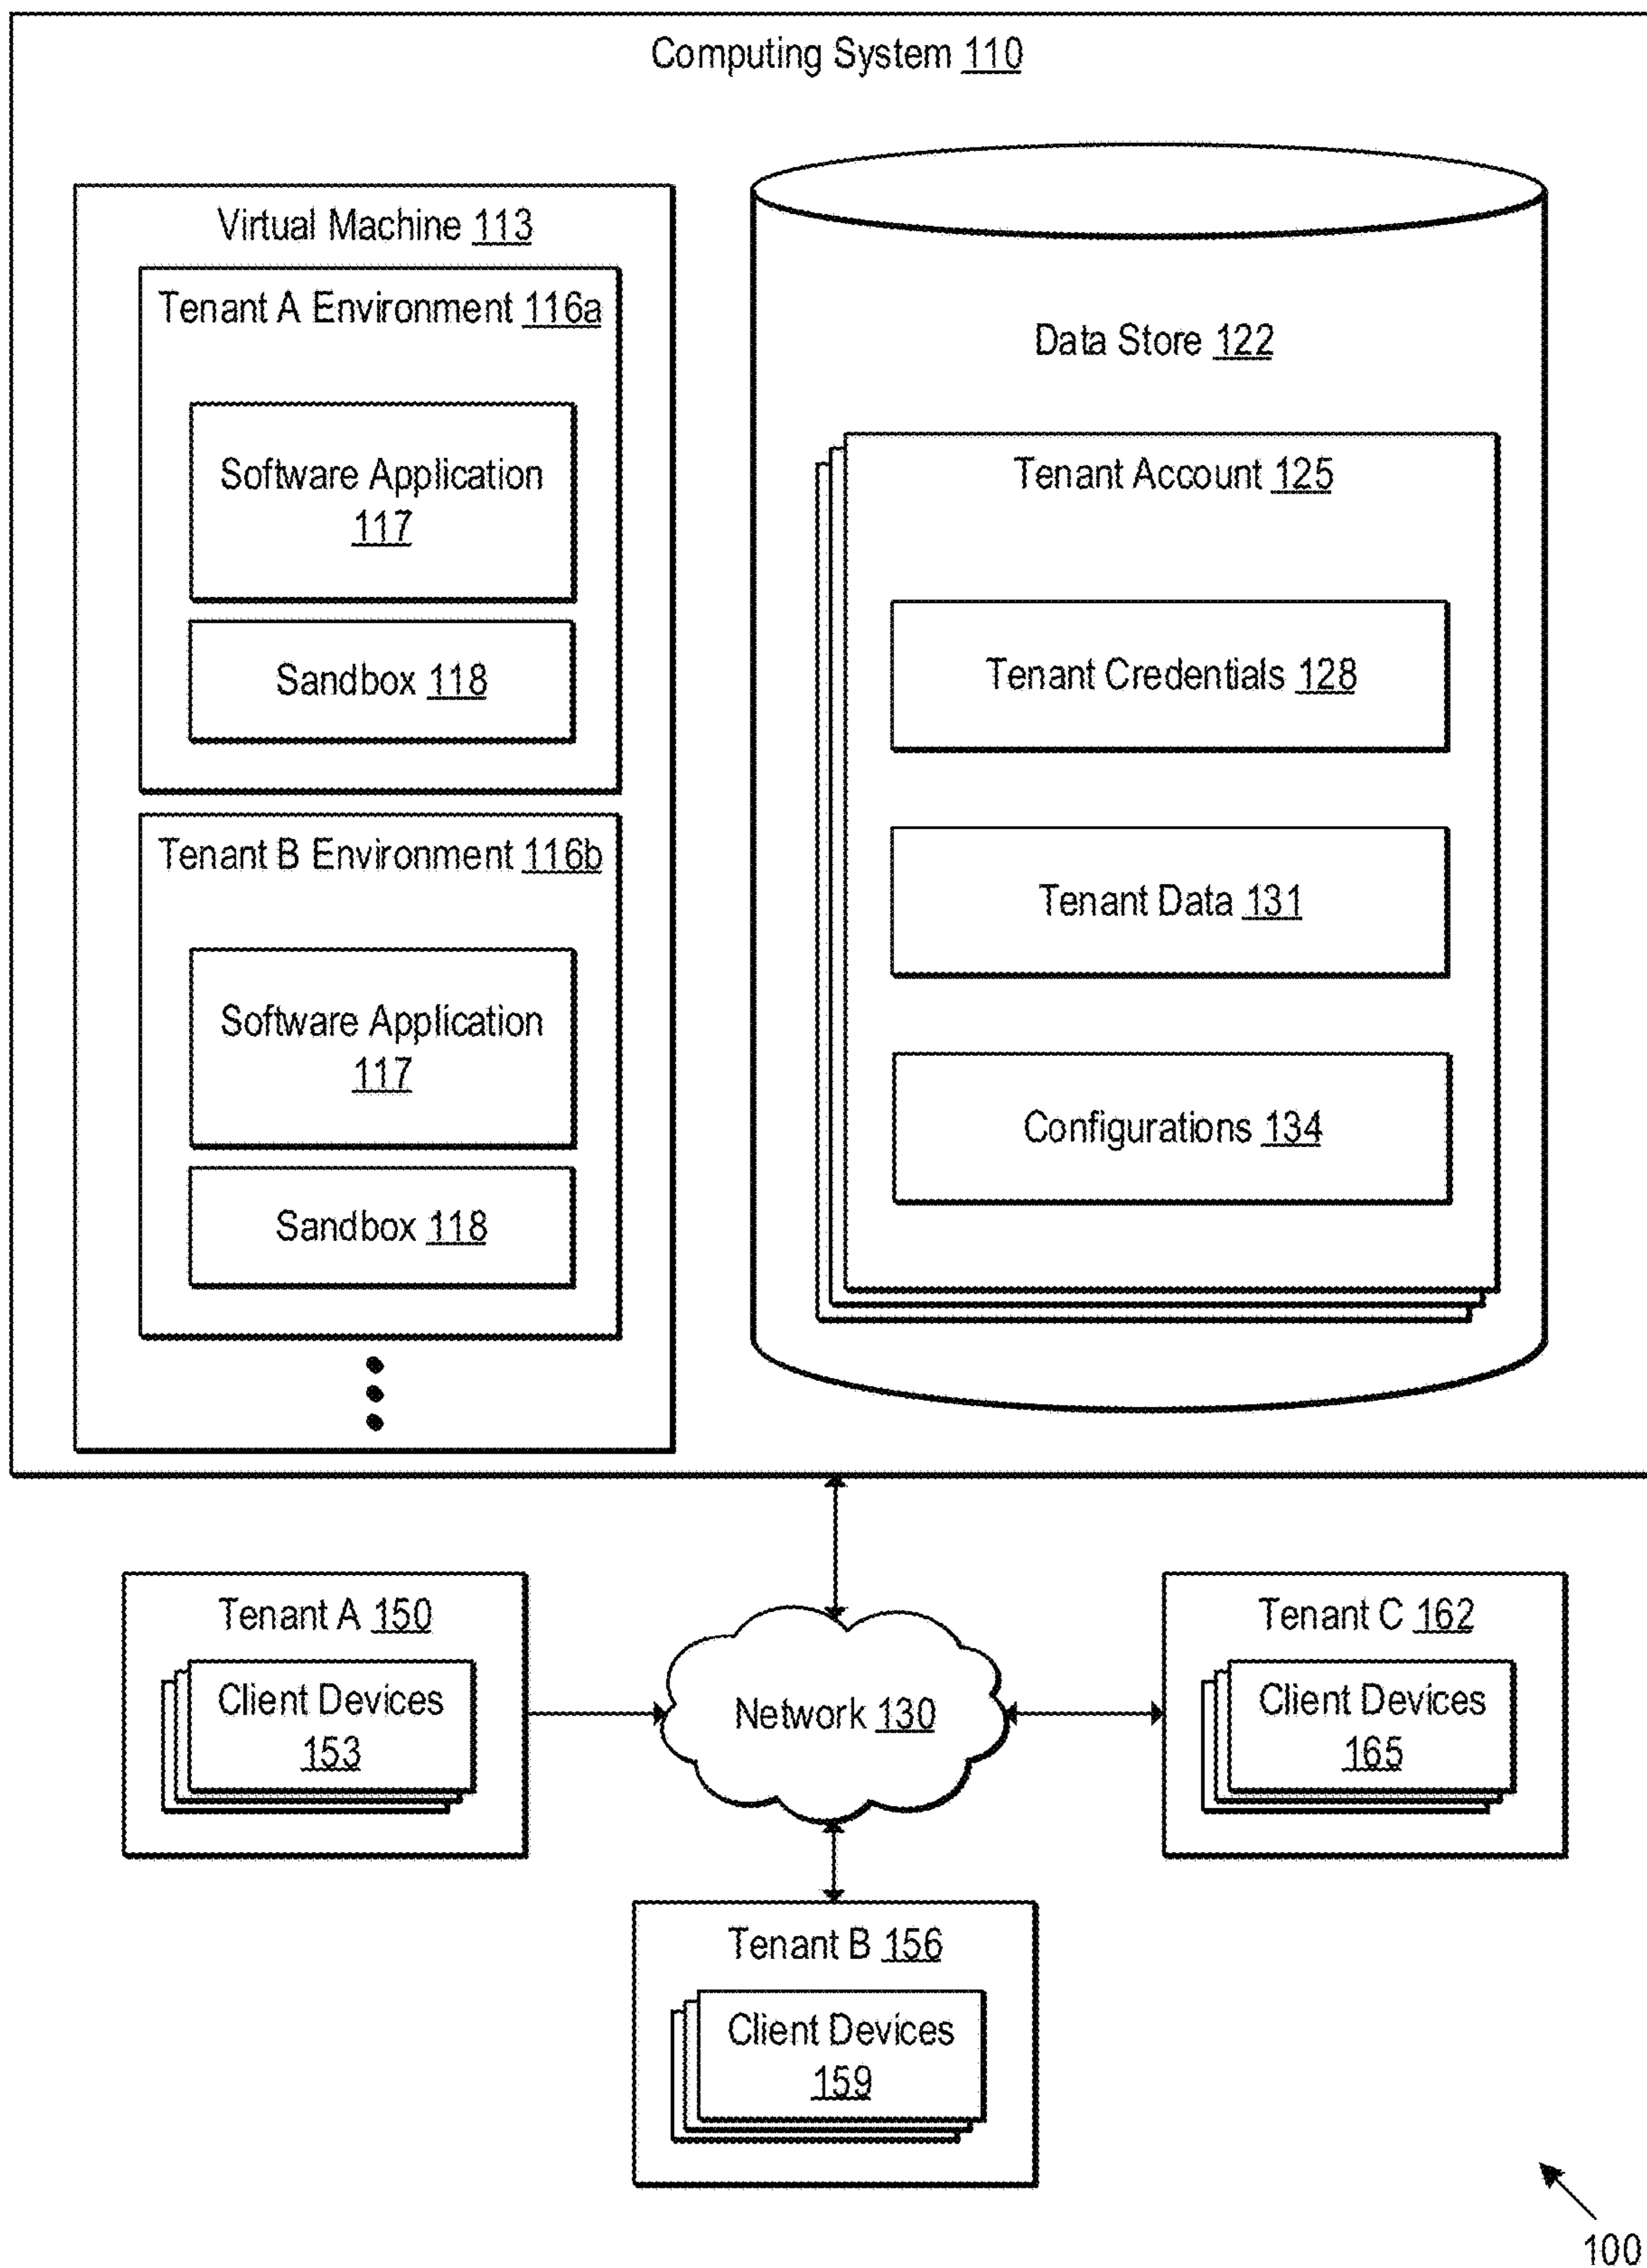 Computing System 110
Virtual Machine 113
Tenant A Environment 116a
Software Application
117
Sandbox 118
Tenant B Environment 116b
Software Application
117
Sandbox 118
Data Store 122
Tenant Account 125
Tenant Credentials 128
Tenant Data 131
Configurations 134
Tenant A 150
Client Devices
153
Network 130
Tenant C 162
Client Devices
165
Tenant B 156
Client Devices
159
100